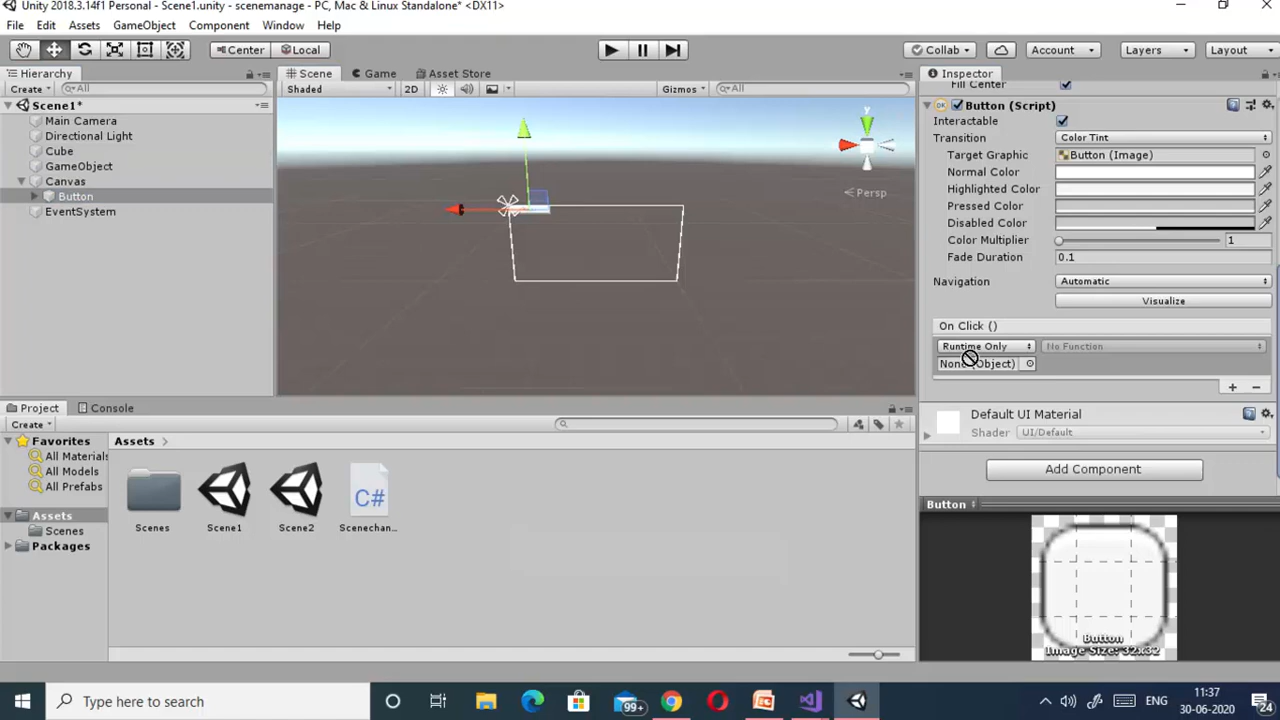 Unity 2018.3.14f1 Personal - Scene1.unity - scenemanage - PC, Mac & Linux Standalone* <DX11>
File Edit Assets GameObject Component Window Help
Center Local Collab Account Layers Layout
Hierarchy
Create All
Scene1*
Main Camera
Directional Light
Cube
GameObject
Canvas
Button
EventSystem
Scene Game Asset Store
Shaded 2D Gizmos All
y
Persp
Inspector
Fill Center
Button (Script)
Interactable
Transition Color Tint
Target Graphic Button (Image)
Normal Color
Highlighted Color
Pressed Color
Disabled Color
Color Multiplier 1
Fade Duration 0.1
Navigation Automatic
Visualize
On Click ()
Runtime Only No Function
None (Object)
Default UI Material
Shader UI/Default
Add Component
Button
Button
Image Size: 32x32
Project Console
Create
Favorites
All Materials
All Models
All Prefabs
Assets
Scenes
Packages
Assets
Scenes Scene1 Scene2 Scenechan...
C#
Type here to search
99+
ENG
11:37
30-06-2020
24